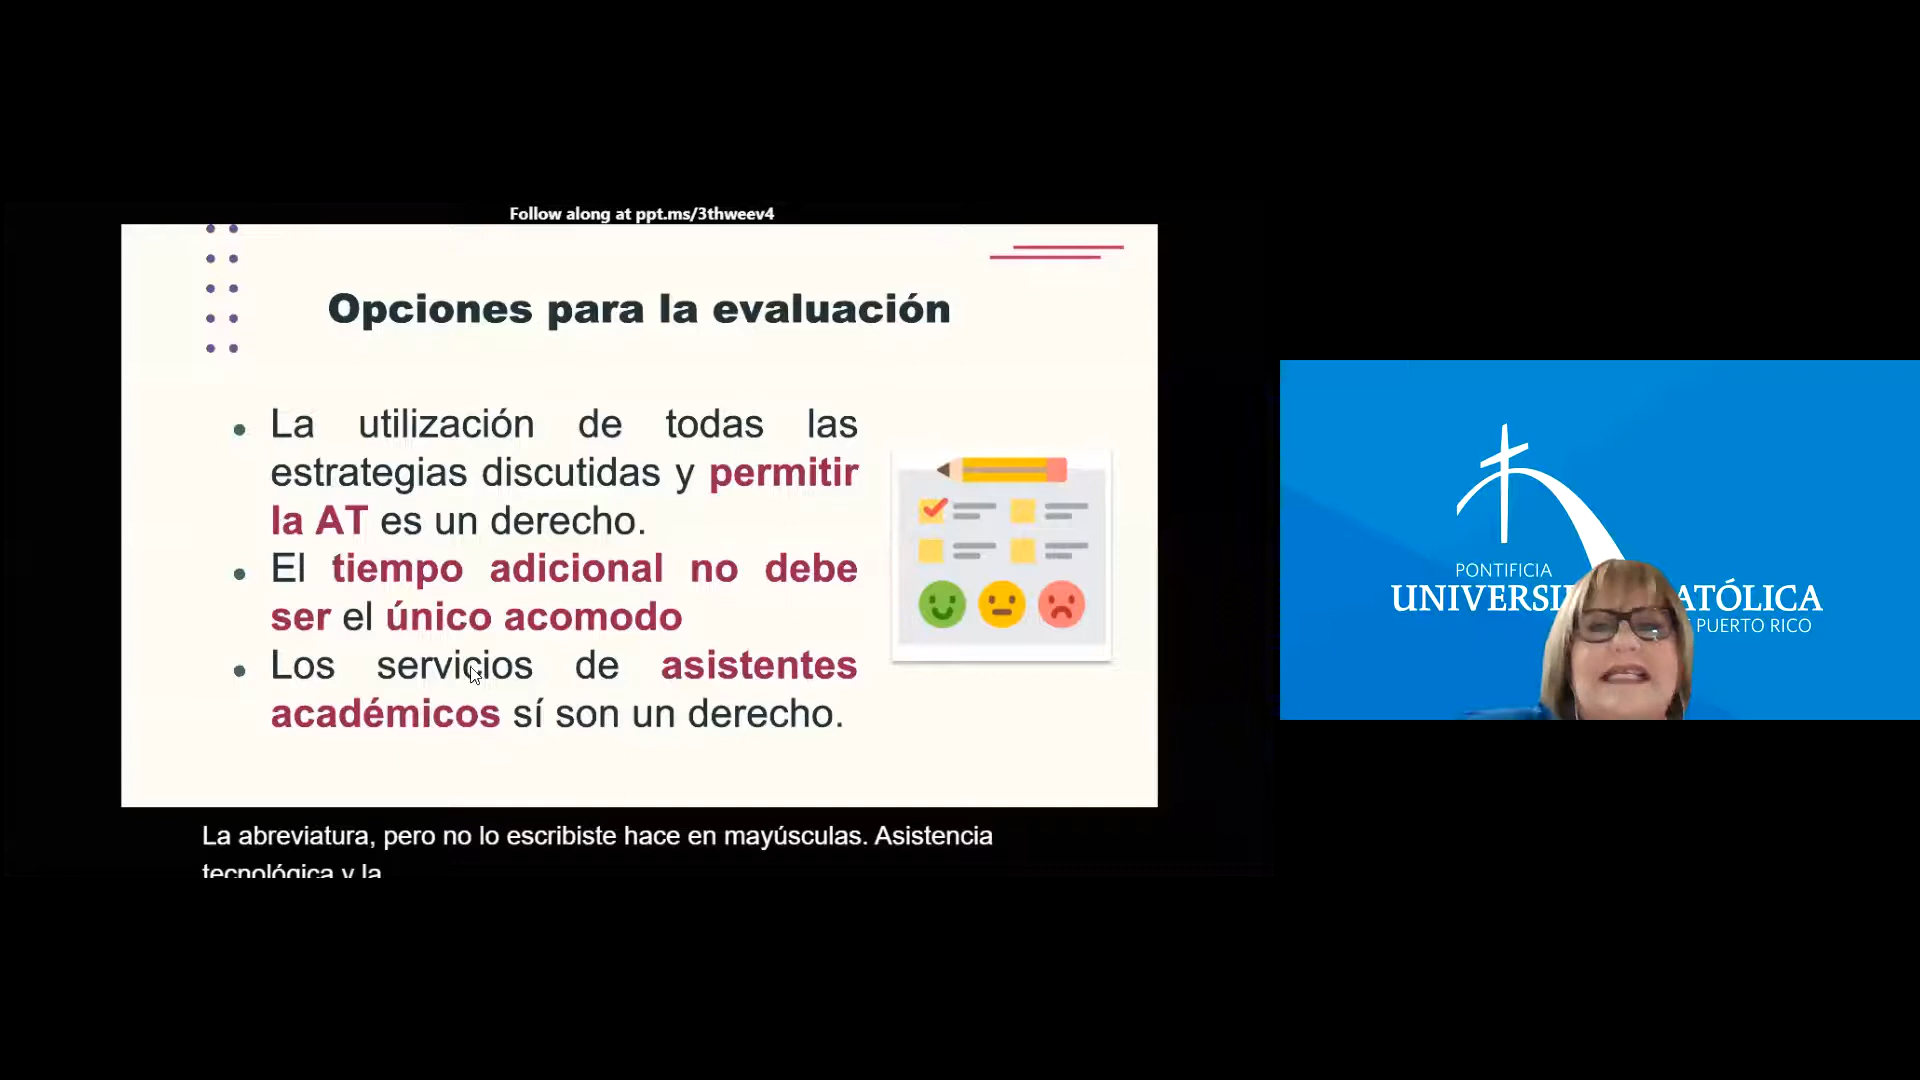 Follow along at ppt.ms/3thweev4
Opciones para la evaluación
La utilización de todas las
estrategias discutidas y permitir
la AT es un derecho.
El tiempo adicional no debe
ser el único acomodo
Los servicios de asistentes
académicos sí son un derecho.
La abreviatura, pero no lo escribiste hace en mayúsculas. Asistencia
tecnológica y la
PONTIFICIA
UNIVERSI ATÓLICA
PUERTO RICO